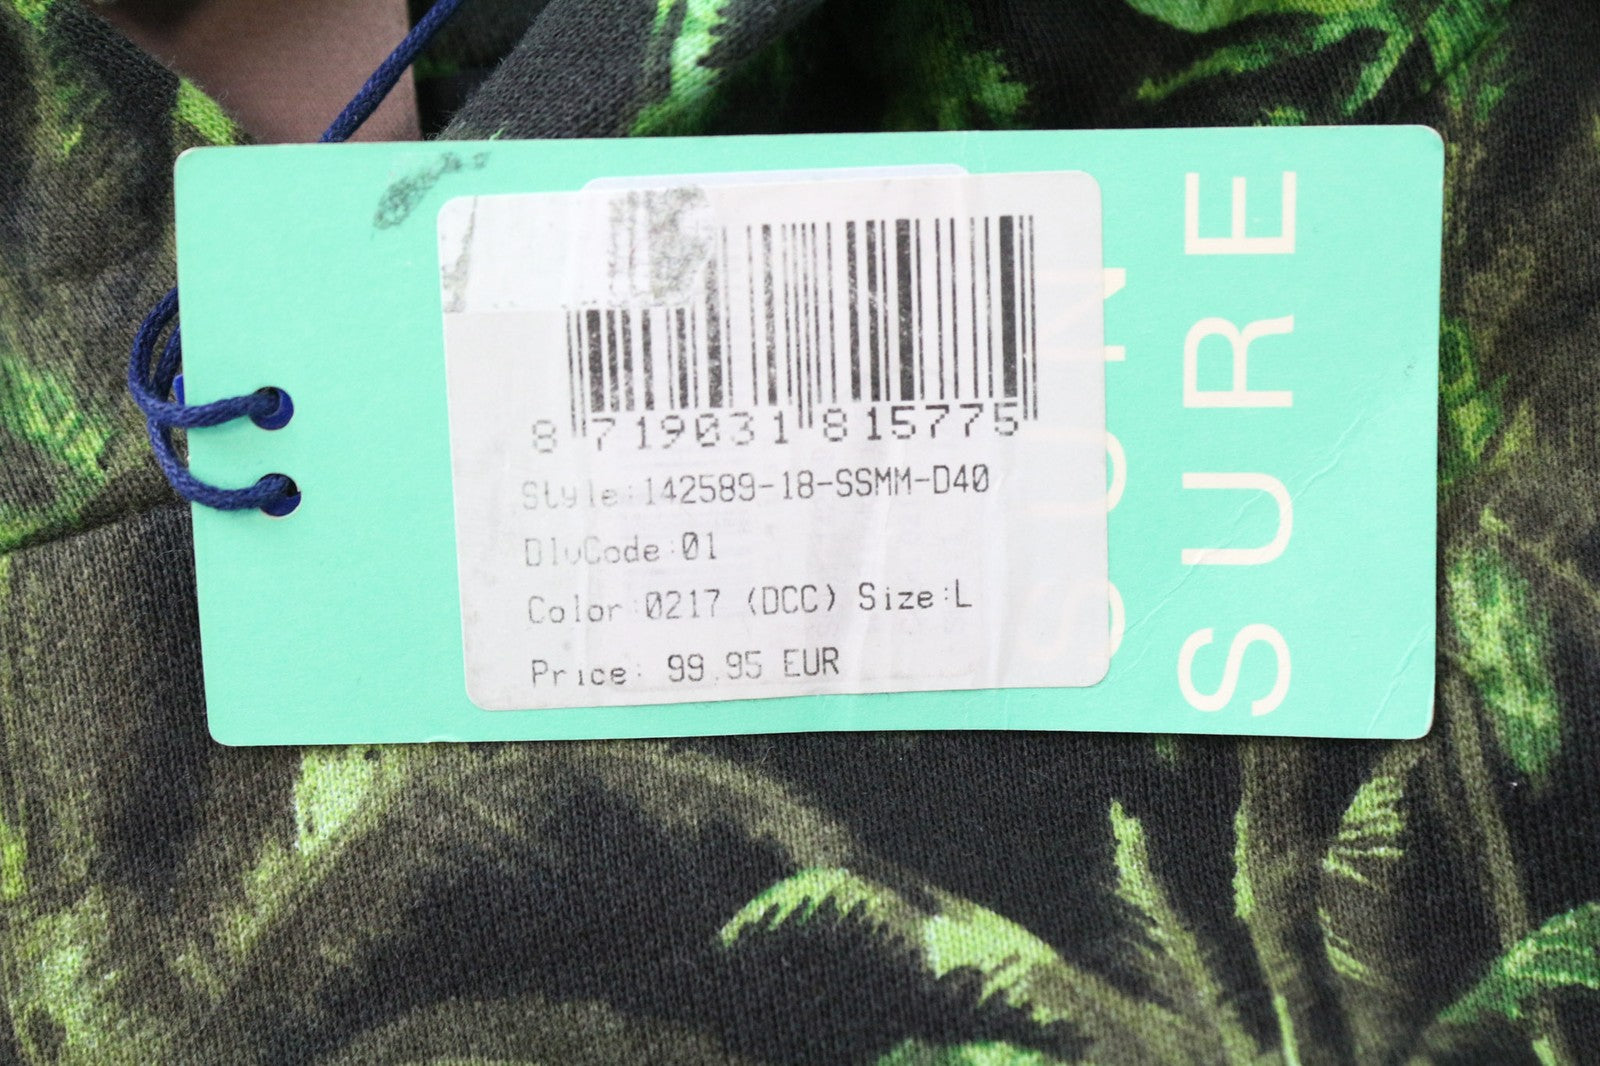 8 719031 815775
Style:142589-18-SSMM-D40
DlvCode:01
Color:0217 (DCC) Size:L
Price: 99.95 EUR
SUN
SURE